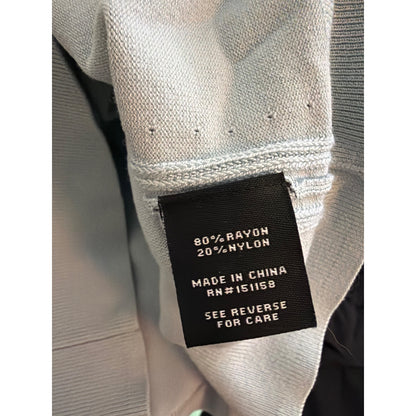 80% RAYON
20% NYLON
MADE IN CHINA
RN#151158
SEE REVERSE
FOR CARE